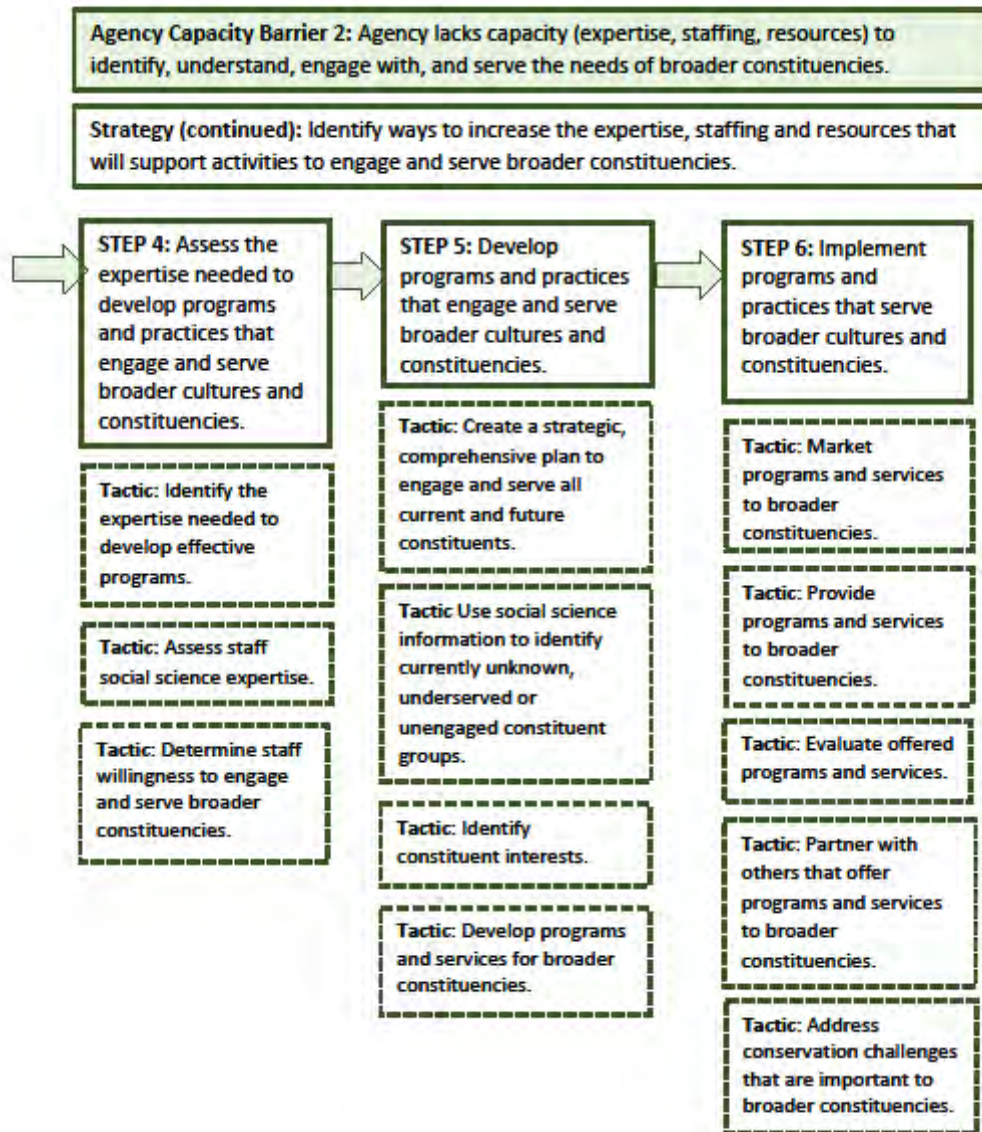 Agency Capacity Barrier 2: Agency lacks capacity (expertise, staffing, resources) to
identify, understand, engage with, and serve the needs of broader constituencies.
Strategy (continued): Identify ways to increase the expertise, staffing and resources that
will support activities to engage and serve broader constituencies.
STEP 4: Assess the
expertise needed to
develop programs
and practices that
engage and serve
broader cultures and
constituencies.
Tactic: Identify the
expertise needed to
develop effective
programs.
Tactic: Assess staff
social science expertise.
Tactic: Determine staff
willingness to engage
and serve broader
constituencies.
STEP 5: Develop
programs and practices
that engage and serve
broader cultures and
constituencies.
Tactic: Create a strategic,
comprehensive plan to
engage and serve all
current and future
constituents.
Tactic Use social science
information to identify
currently unknown,
underserved or
unengaged constituent
groups.
Tactic: Identify
constituent interests.
Tactic: Develop programs
and services for broader
constituencies.
STEP 6: Implement
programs and
practices that serve
broader cultures and
constituencies.
Tactic: Market
programs and services
to broader
constituencies.
Tactic: Provide
programs and services
to broader
constituencies.
Tactic: Evaluate offered
programs and services.
Tactic: Partner with
others that offer
programs and services
to broader
constituencies.
Tactic: Address
conservation challenges
that are important to
broader constituencies.